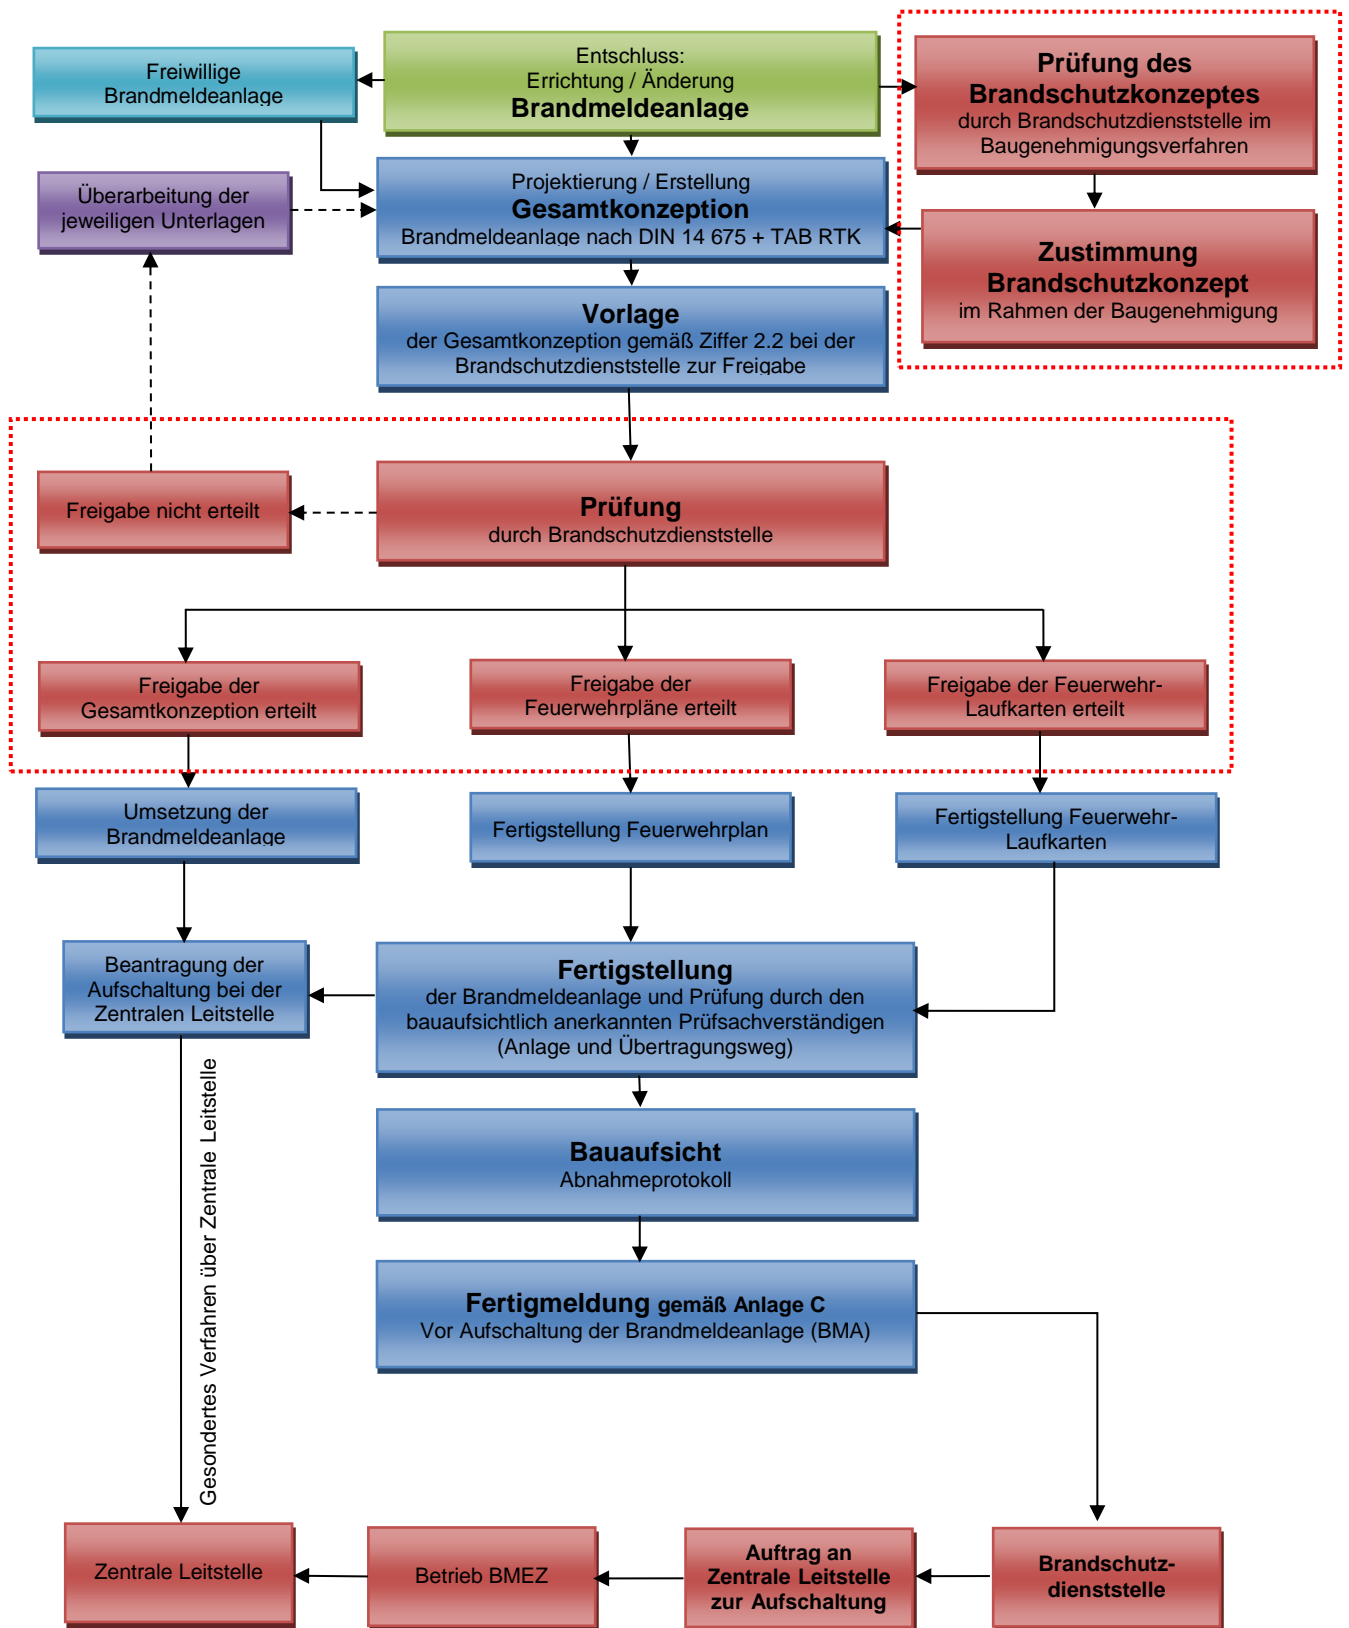 Entschluss:
Errichtung / Änderung
Brandmeldeanlage
Freiwillige
Brandmeldeanlage
Prüfung des
Brandschutzkonzeptes
durch Brandschutzdienststelle im
Baugenehmigungsverfahren
Überarbeitung der
jeweiligen Unterlagen
Projektierung / Erstellung
Gesamtkonzeption
Brandmeldeanlage nach DIN 14 675 + TAB RTK
Zustimmung
Brandschutzkonzept
im Rahmen der Baugenehmigung
Vorlage
der Gesamtkonzeption gemäß Ziffer 2.2 bei der
Brandschutzdienststelle zur Freigabe
Freigabe nicht erteilt
Prüfung
durch Brandschutzdienststelle
Freigabe der
Gesamtkonzeption erteilt
Freigabe der
Feuerwehrpläne erteilt
Freigabe der Feuerwehr-
Laufkarten erteilt
Umsetzung der
Brandmeldeanlage
Fertigstellung Feuerwehrplan
Fertigstellung Feuerwehr-
Laufkarten
Beantragung der
Aufschaltung bei der
Zentralen Leitstelle
Fertigstellung
der Brandmeldeanlage und Prüfung durch den
bauaufsichtlich anerkannten Prüfsachverständigen
(Anlage und Übertragungsweg)
Gesondertes Verfahren über Zentrale Leitstelle
Bauaufsicht
Abnahmeprotokoll
Fertigmeldung gemäß Anlage C
Vor Aufschaltung der Brandmeldeanlage (BMA)
Zentrale Leitstelle
Betrieb BMEZ
Auftrag an
Zentrale Leitstelle
zur Aufschaltung
Brandschutz-
dienststelle